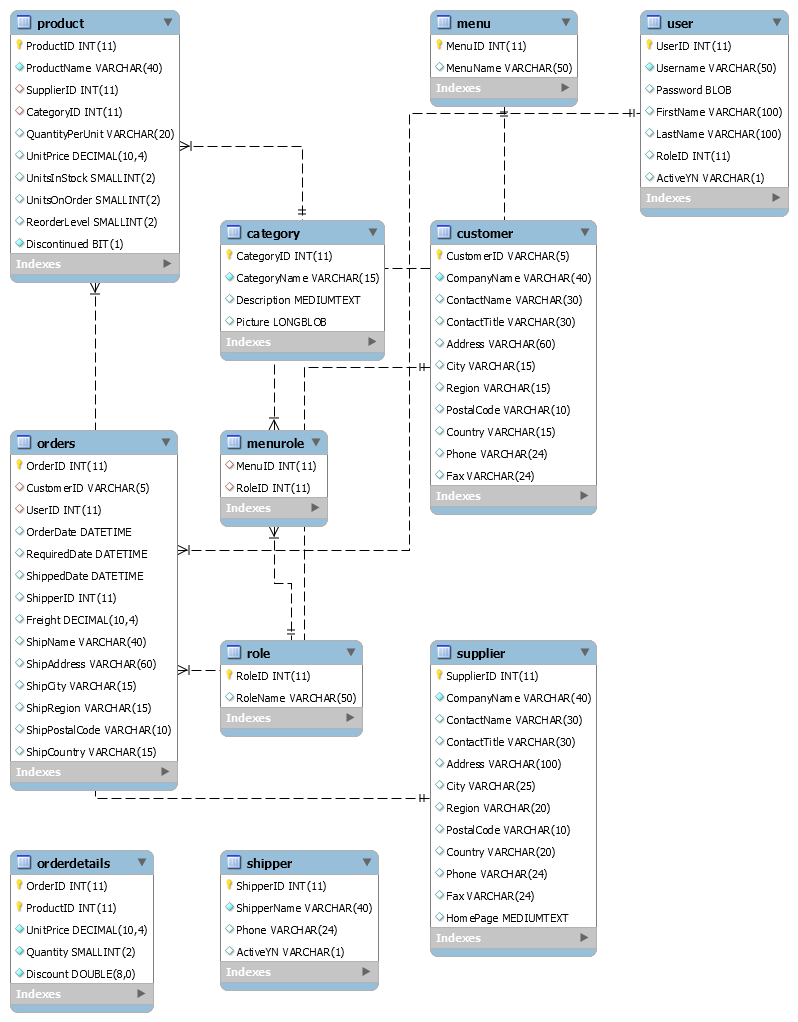 product
ProductID INT(11)
ProductName VARCHAR(40)
SupplierID INT(11)
CategoryID INT(11)
QuantityPerUnit VARCHAR(20)
UnitPrice DECIMAL(10,4)
UnitsInStock SMALLINT(2)
UnitsOnOrder SMALLINT(2)
ReorderLevel SMALLINT(2)
Discontinued BIT(1)
Indexes
menu
MenuID INT(11)
MenuName VARCHAR(50)
Indexes
user
UserID INT(11)
Username VARCHAR(50)
Password BLOB
FirstName VARCHAR(100)
LastName VARCHAR(100)
RoleID INT(11)
ActiveYN VARCHAR(1)
Indexes
category
CategoryID INT(11)
CategoryName VARCHAR(15)
Description MEDIUMTEXT
Picture LONGBLOB
Indexes
customer
CustomerID VARCHAR(5)
CompanyName VARCHAR(40)
ContactName VARCHAR(30)
ContactTitle VARCHAR(30)
Address VARCHAR(60)
City VARCHAR(15)
Region VARCHAR(15)
PostalCode VARCHAR(10)
Country VARCHAR(15)
Phone VARCHAR(24)
Fax VARCHAR(24)
Indexes
orders
OrderID INT(11)
CustomerID VARCHAR(5)
UserID INT(11)
OrderDate DATETIME
RequiredDate DATETIME
ShippedDate DATETIME
ShipperID INT(11)
Freight DECIMAL(10,4)
ShipName VARCHAR(40)
ShipAddress VARCHAR(60)
ShipCity VARCHAR(15)
ShipRegion VARCHAR(15)
ShipPostalCode VARCHAR(10)
ShipCountry VARCHAR(15)
Indexes
menurole
MenuID INT(11)
RoleID INT(11)
Indexes
role
RoleID INT(11)
RoleName VARCHAR(50)
Indexes
supplier
SupplierID INT(11)
CompanyName VARCHAR(40)
ContactName VARCHAR(30)
ContactTitle VARCHAR(30)
Address VARCHAR(100)
City VARCHAR(25)
Region VARCHAR(20)
PostalCode VARCHAR(10)
Country VARCHAR(20)
Phone VARCHAR(24)
Fax VARCHAR(24)
HomePage MEDIUMTEXT
Indexes
orderdetails
OrderID INT(11)
ProductID INT(11)
UnitPrice DECIMAL(10,4)
Quantity SMALLINT(2)
Discount DOUBLE(8,0)
Indexes
shipper
ShipperID INT(11)
ShipperName VARCHAR(40)
Phone VARCHAR(24)
ActiveYN VARCHAR(1)
Indexes